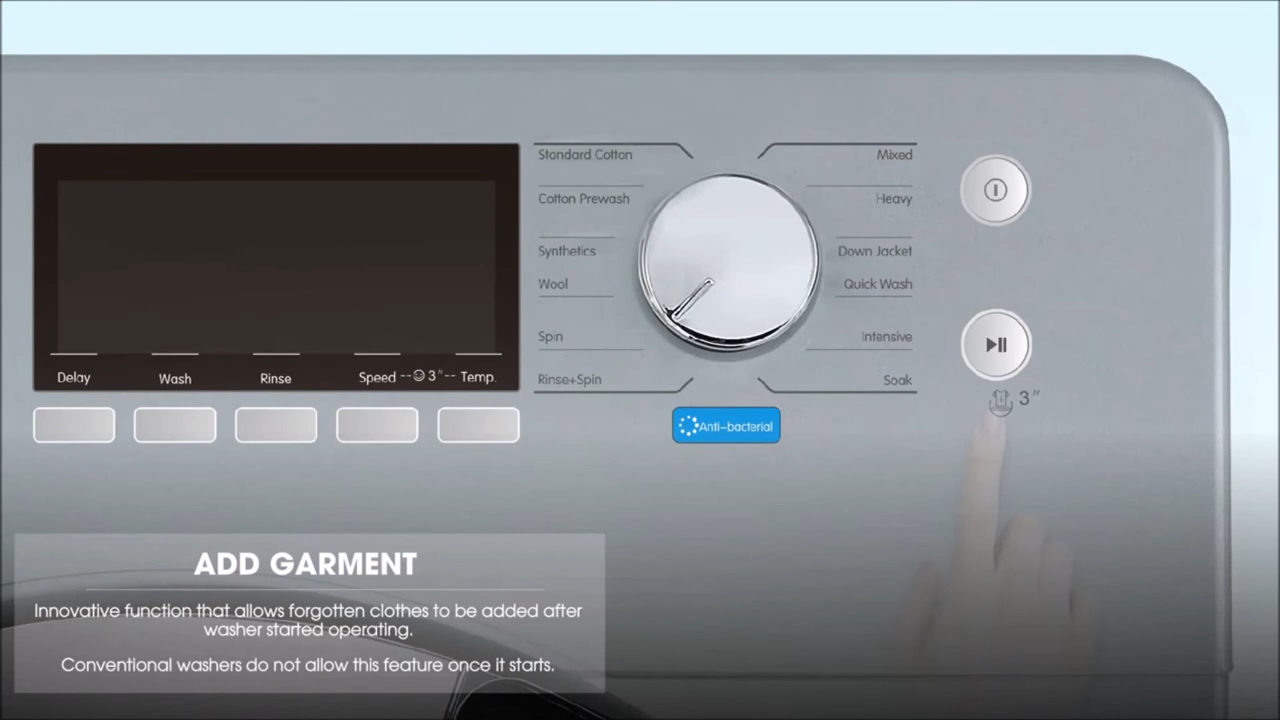 Standard Cotton
Mixed
Cotton Prewash
Heavy
Synthetics
Down Jacket
Wool
Quick Wash
Spin
Intensive
Rinse+Spin
Soak
Delay
Wash
Rinse
Speed --☺ 3"-- Temp.
3"
Anti-bacterial
ADD GARMENT
Innovative function that allows forgotten clothes to be added after
washer started operating.
Conventional washers do not allow this feature once it starts.